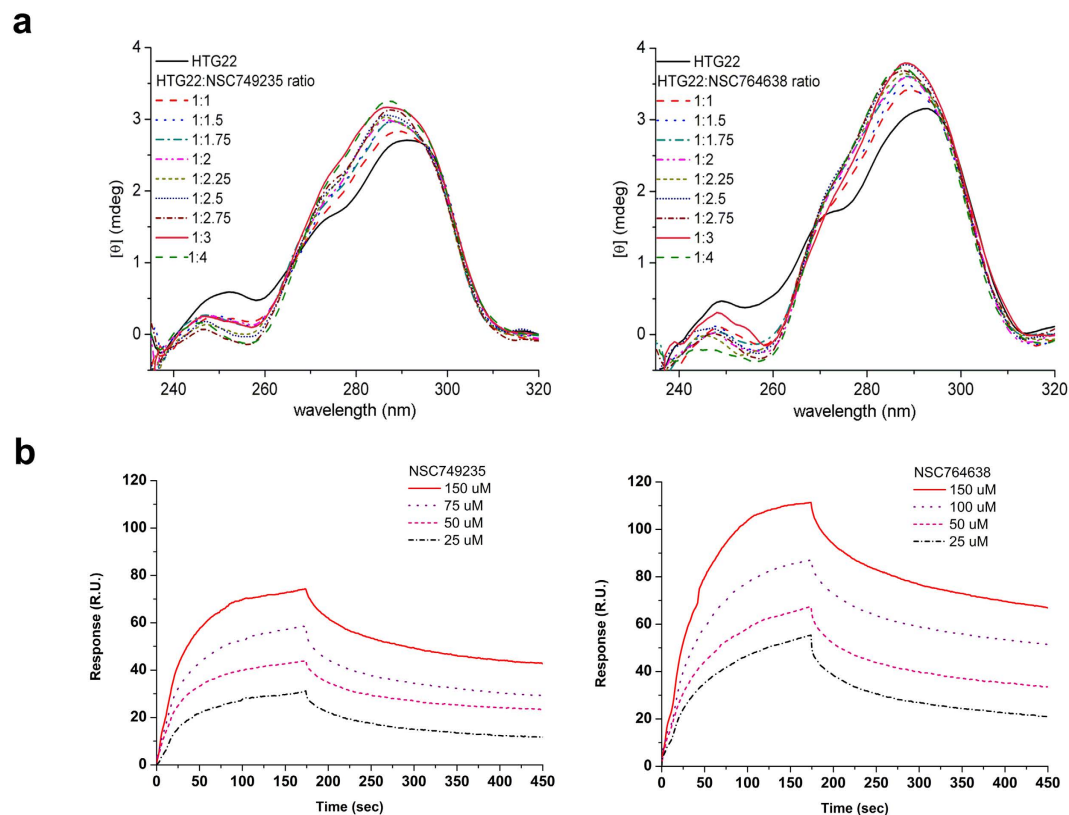 a
4
3
2
1
0
[θ] (mdeg)
HTG22
HTG22:NSC749235 ratio
1:1
1:1.5
1:1.75
1:2
1:2.25
1:2.5
1:2.75
1:3
1:4
240 260 280 300 320
wavelength (nm)
4
3
2
1
0
[θ] (mdeg)
HTG22
HTG22:NSC764638 ratio
1:1
1:1.5
1:1.75
1:2
1:2.25
1:2.5
1:2.75
1:3
1:4
240 260 280 300 320
wavelength (nm)
b
120
100
80
60
40
20
0
Response (R.U.)
NSC749235
150 uM
75 uM
50 uM
25 uM
0 50 100 150 200 250 300 350 400 450
Time (sec)
120
100
80
60
40
20
0
Response (R.U.)
NSC764638
150 uM
100 uM
50 uM
25 uM
0 50 100 150 200 250 300 350 400 450
Time (sec)